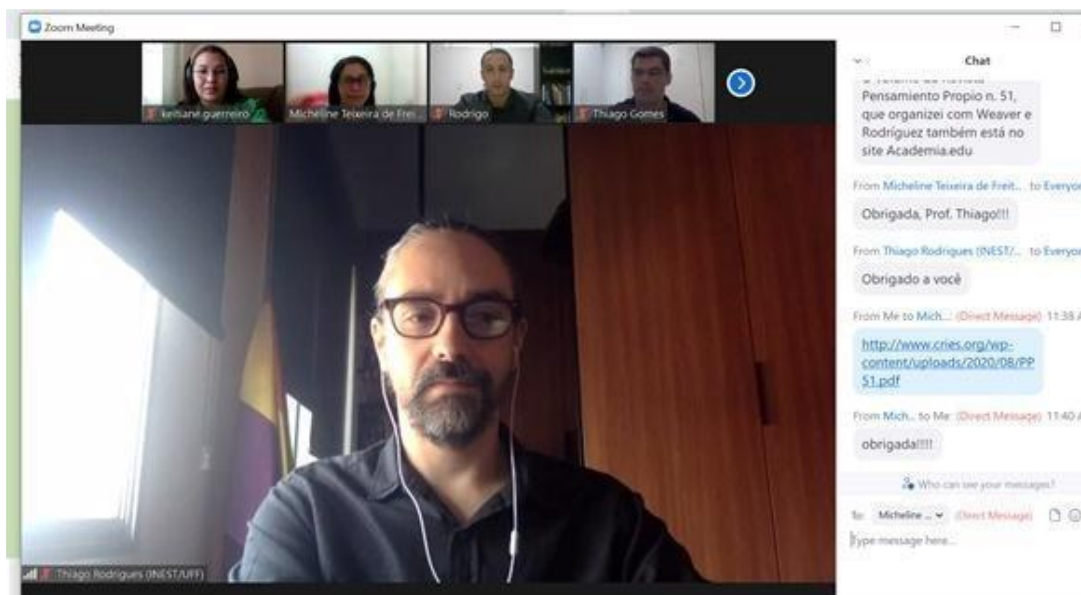 Zoom Meeting
keitiane guerreiro
Micheline Teixeira de Frei...
Rodrigo
Thiago Gomes
Thiago Rodrigues (INEST/UFF)
Chat
Pensamiento Propio n. 51,
que organizei com Weaver e
Rodríguez também está no
site Academia.edu
From Micheline Teixeira de Freit... to Everyon
Obrigada, Prof. Thiago!!!
From Thiago Rodrigues (INEST/... to Everyon
Obrigado a você
From Me to Mich...: (Direct Message) 11:38 A
http://www.cries.org/wp-
content/uploads/2020/08/PP
51.pdf
From Mich... to Me: (Direct Message) 11:40 A
obrigada!!!!
Who can see your messages?
To: Micheline ... (Direct Message)
Type message here...